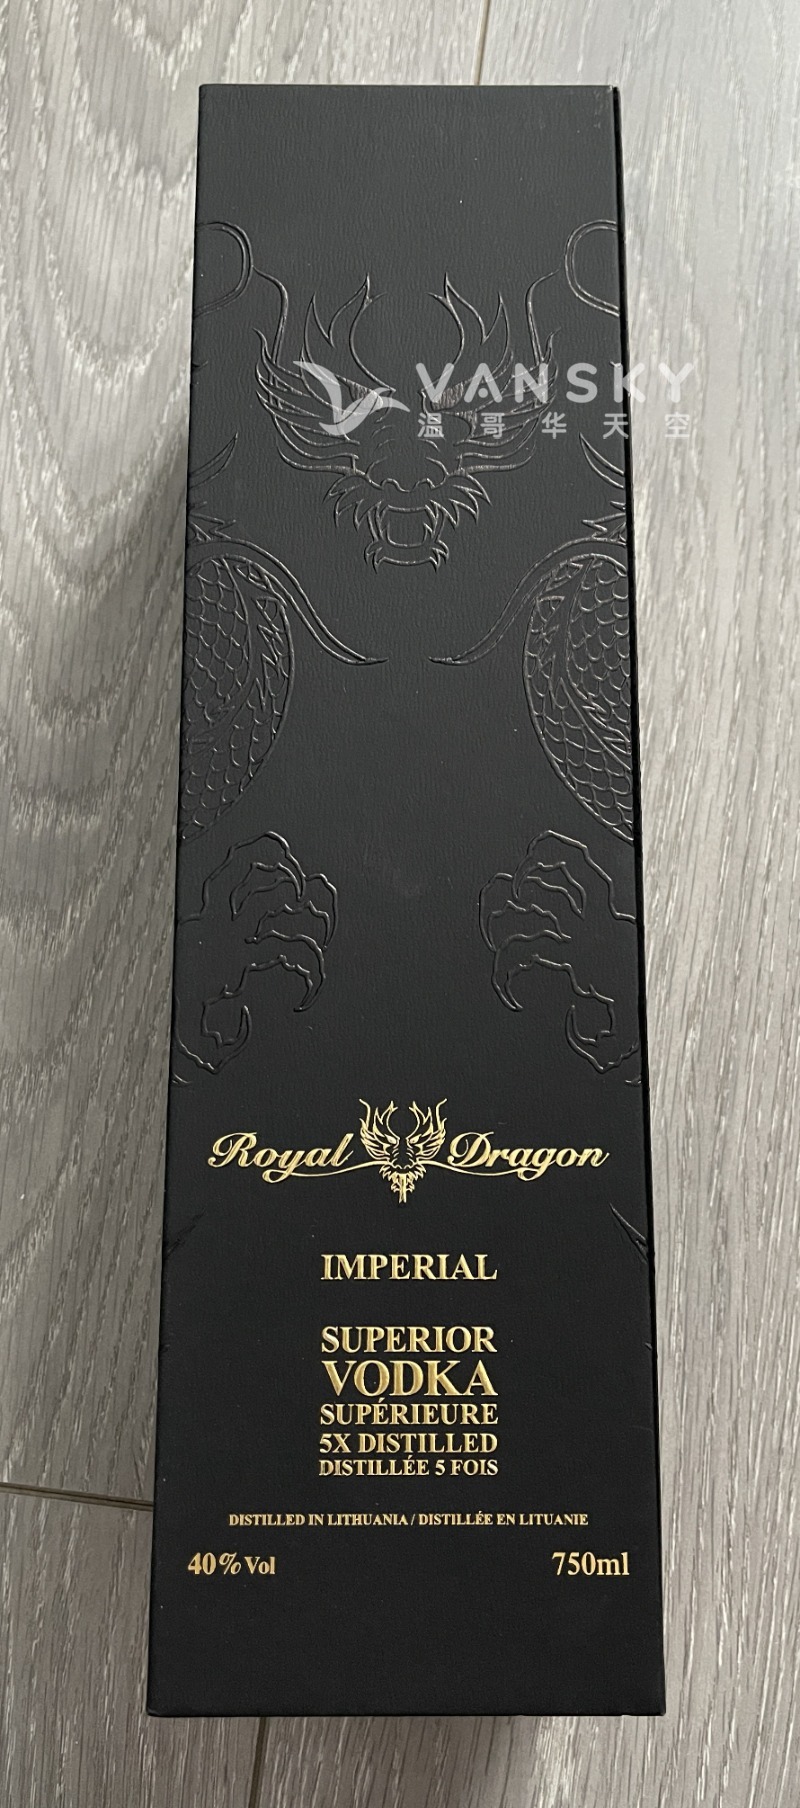 VANSKY
温哥华天空
Royal Dragon
IMPERIAL
SUPERIOR
VODKA
SUPÉRIEURE
5X DISTILLED
DISTILLÉE 5 FOIS
DISTILLED IN LITHUANIA / DISTILLÉE EN LITUANIE
40% Vol 750ml